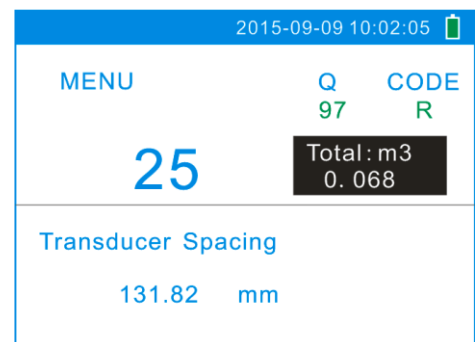 2015-09-09 10:02:05
MENU Q CODE
97 R
25 Total: m3
0. 068
Transducer Spacing
131.82 mm